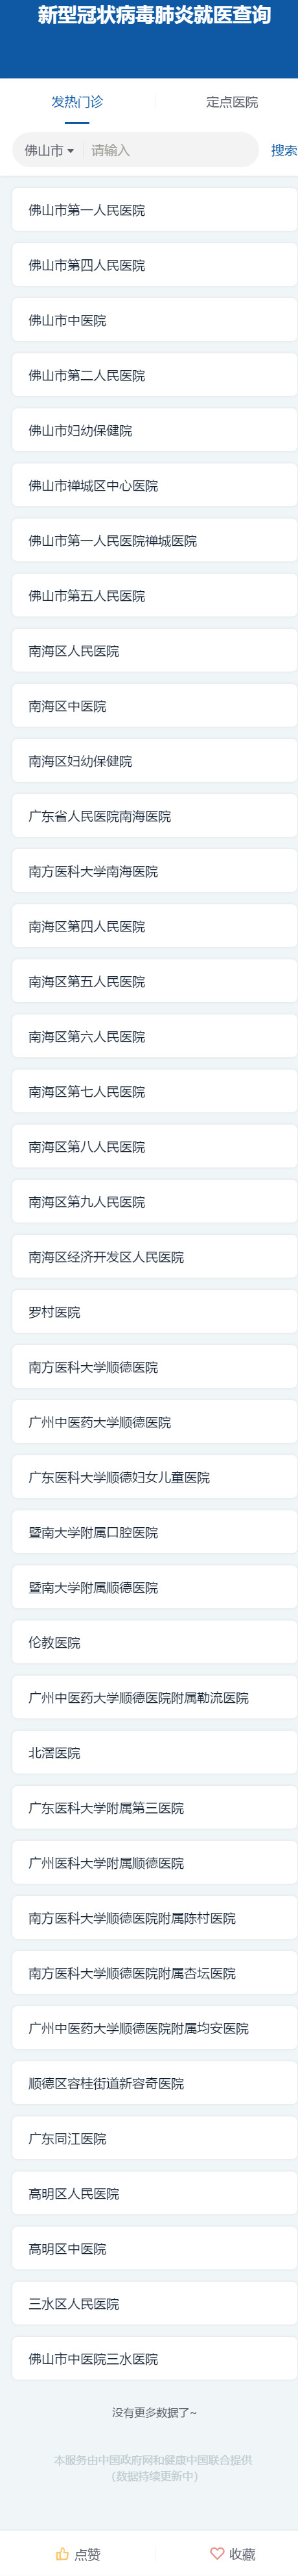 新型冠状病毒肺炎就医查询
发热门诊 定点医院
佛山市 请输入 搜索
佛山市第一人民医院
佛山市第四人民医院
佛山市中医院
佛山市第二人民医院
佛山市妇幼保健院
佛山市禅城区中心医院
佛山市第一人民医院禅城医院
佛山市第五人民医院
南海区人民医院
南海区中医院
南海区妇幼保健院
广东省人民医院南海医院
南方医科大学南海医院
南海区第四人民医院
南海区第五人民医院
南海区第六人民医院
南海区第七人民医院
南海区第八人民医院
南海区第九人民医院
南海区经济开发区人民医院
罗村医院
南方医科大学顺德医院
广州中医药大学顺德医院
广东医科大学顺德妇女儿童医院
暨南大学附属口腔医院
暨南大学附属顺德医院
伦教医院
广州中医药大学顺德医院附属勒流医院
北滘医院
广东医科大学附属第三医院
广州医科大学附属顺德医院
南方医科大学顺德医院附属陈村医院
南方医科大学顺德医院附属杏坛医院
广州中医药大学顺德医院附属均安医院
顺德区容桂街道新容奇医院
广东同江医院
高明区人民医院
高明区中医院
三水区人民医院
佛山市中医院三水医院
没有更多数据了~
本服务由中国政府网和健康中国联合提供
(数据持续更新中)
点赞 收藏